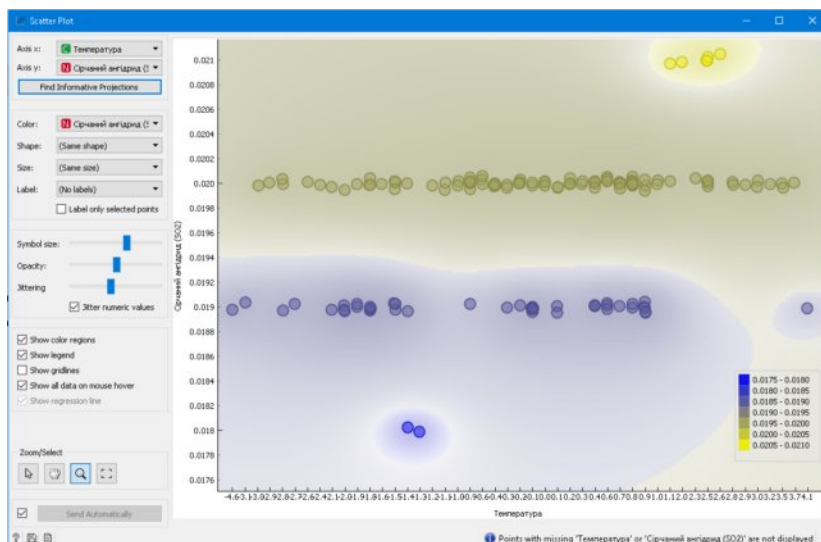 Scatter Plot
Axis x:
Температура
Axis y:
Сірчаний ангідрид (S
Find Informative Projections
Color:
Сірчаний ангідрид (S
Shape:
(Same shape)
Size:
(Same size)
Label:
(No labels)
Label only selected points
Symbol size:
Opacity:
Jittering
Jitter numeric values
Show color regions
Show legend
Show gridlines
Show all data on mouse hover
Show regression line
Zoom/Select
Send Automatically
Сірчаний ангідрид (SO2)
0.021
0.0208
0.0206
0.0204
0.0202
0.020
0.0198
0.0196
0.0194
0.0192
0.019
0.0188
0.0186
0.0184
0.0182
0.018
0.0178
0.0176
0.0175 - 0.0180
0.0180 - 0.0185
0.0185 - 0.0190
0.0190 - 0.0195
0.0195 - 0.0200
0.0200 - 0.0205
0.0205 - 0.0210
Температура
Points with missing 'Температура' or 'Сірчаний ангідрид (SO2)' are not displayed